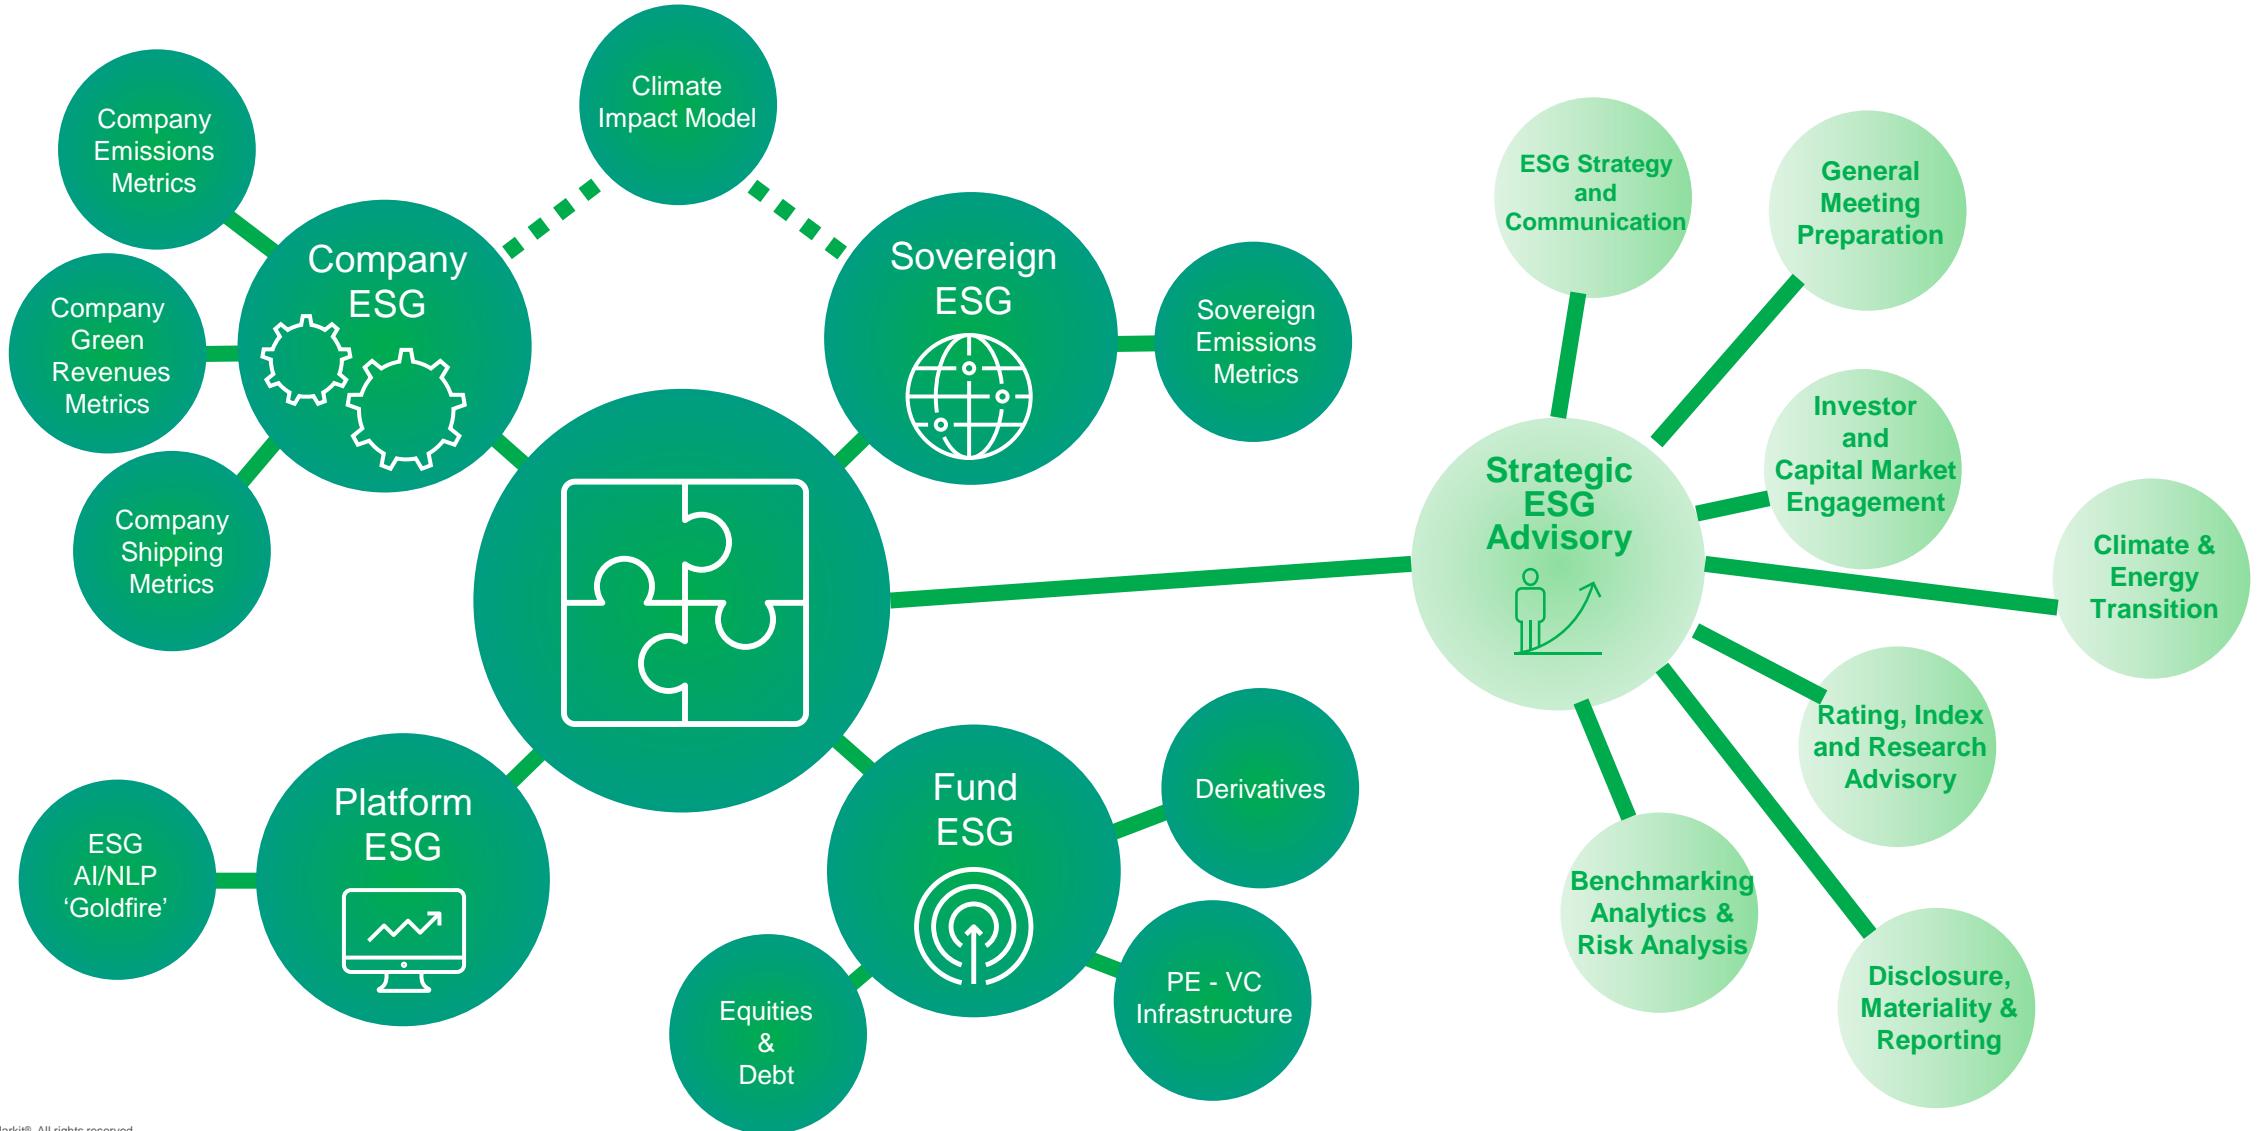 Climate
Impact Model
Company
Emissions
Metrics
Company
ESG
Company
Green
Revenues
Metrics
Company
Shipping
Metrics
Sovereign
ESG
Sovereign
Emissions
Metrics
Platform
ESG
ESG
AI/NLP
‘Goldfire’
Fund
ESG
Derivatives
PE - VC
Infrastructure
Equities
&
Debt
Strategic
ESG
Advisory
ESG Strategy
and
Communication
General
Meeting
Preparation
Investor
and
Capital Market
Engagement
Climate &
Energy
Transition
Rating, Index
and Research
Advisory
Benchmarking
Analytics &
Risk Analysis
Disclosure,
Materiality &
Reporting
All rights reserved